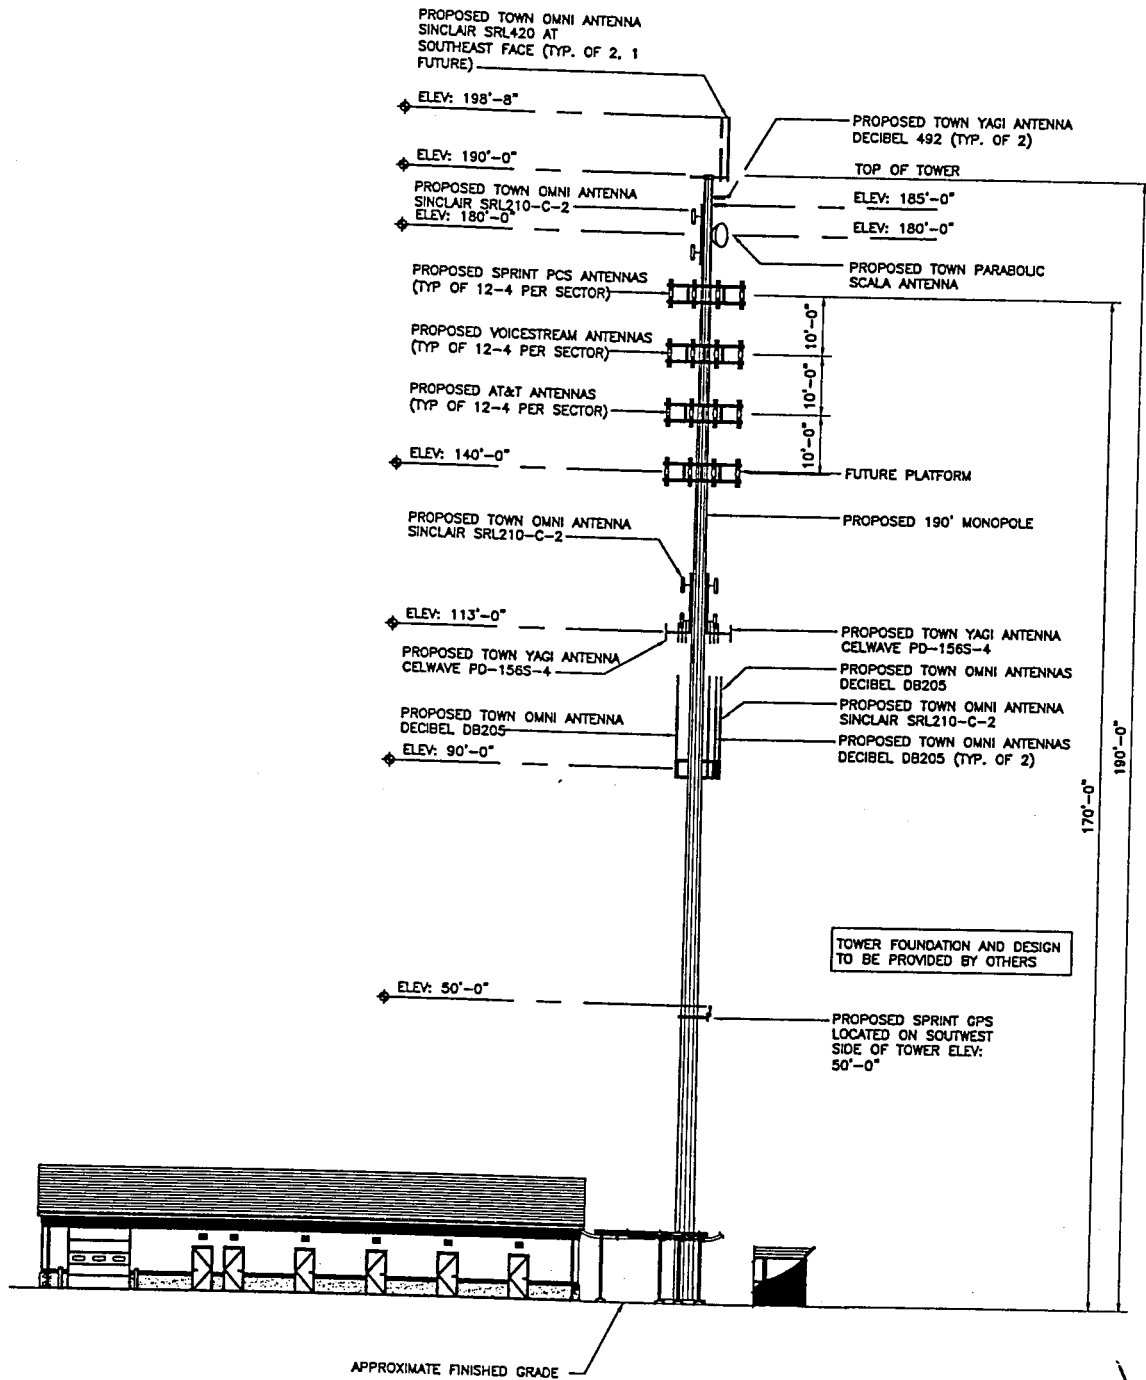 PROPOSED TOWN OMNI ANTENNA
SINCLAIR SRL420 AT
SOUTHEAST FACE (TYP. OF 2, 1
FUTURE)
ELEV: 198'-8"
PROPOSED TOWN YAGI ANTENNA
DECIBEL 492 (TYP. OF 2)
ELEV: 190'-0"
TOP OF TOWER
PROPOSED TOWN OMNI ANTENNA
SINCLAIR SRL210-C-2
ELEV: 180'-0"
ELEV: 185'-0"
ELEV: 180'-0"
PROPOSED TOWN PARABOLIC
SCALA ANTENNA
PROPOSED SPRINT PCS ANTENNAS
(TYP OF 12-4 PER SECTOR)
10'-0"
PROPOSED VOICESTREAM ANTENNAS
(TYP OF 12-4 PER SECTOR)
10'-0"
PROPOSED AT&T ANTENNAS
(TYP OF 12-4 PER SECTOR)
10'-0"
ELEV: 140'-0"
FUTURE PLATFORM
PROPOSED TOWN OMNI ANTENNA
SINCLAIR SRL210-C-2
PROPOSED 190' MONOPOLE
ELEV: 113'-0"
PROPOSED TOWN YAGI ANTENNA
CELWAVE PD-156S-4
PROPOSED TOWN YAGI ANTENNA
CELWAVE PD-156S-4
PROPOSED TOWN OMNI ANTENNAS
DECIBEL DB205
PROPOSED TOWN OMNI ANTENNA
SINCLAIR SRL210-C-2
PROPOSED TOWN OMNI ANTENNA
DECIBEL DB205
PROPOSED TOWN OMNI ANTENNAS
DECIBEL DB205 (TYP. OF 2)
ELEV: 90'-0"
170'-0"
190'-0"
TOWER FOUNDATION AND DESIGN
TO BE PROVIDED BY OTHERS
ELEV: 50'-0"
PROPOSED SPRINT GPS
LOCATED ON SOUTWEST
SIDE OF TOWER ELEV:
50'-0"
APPROXIMATE FINISHED GRADE